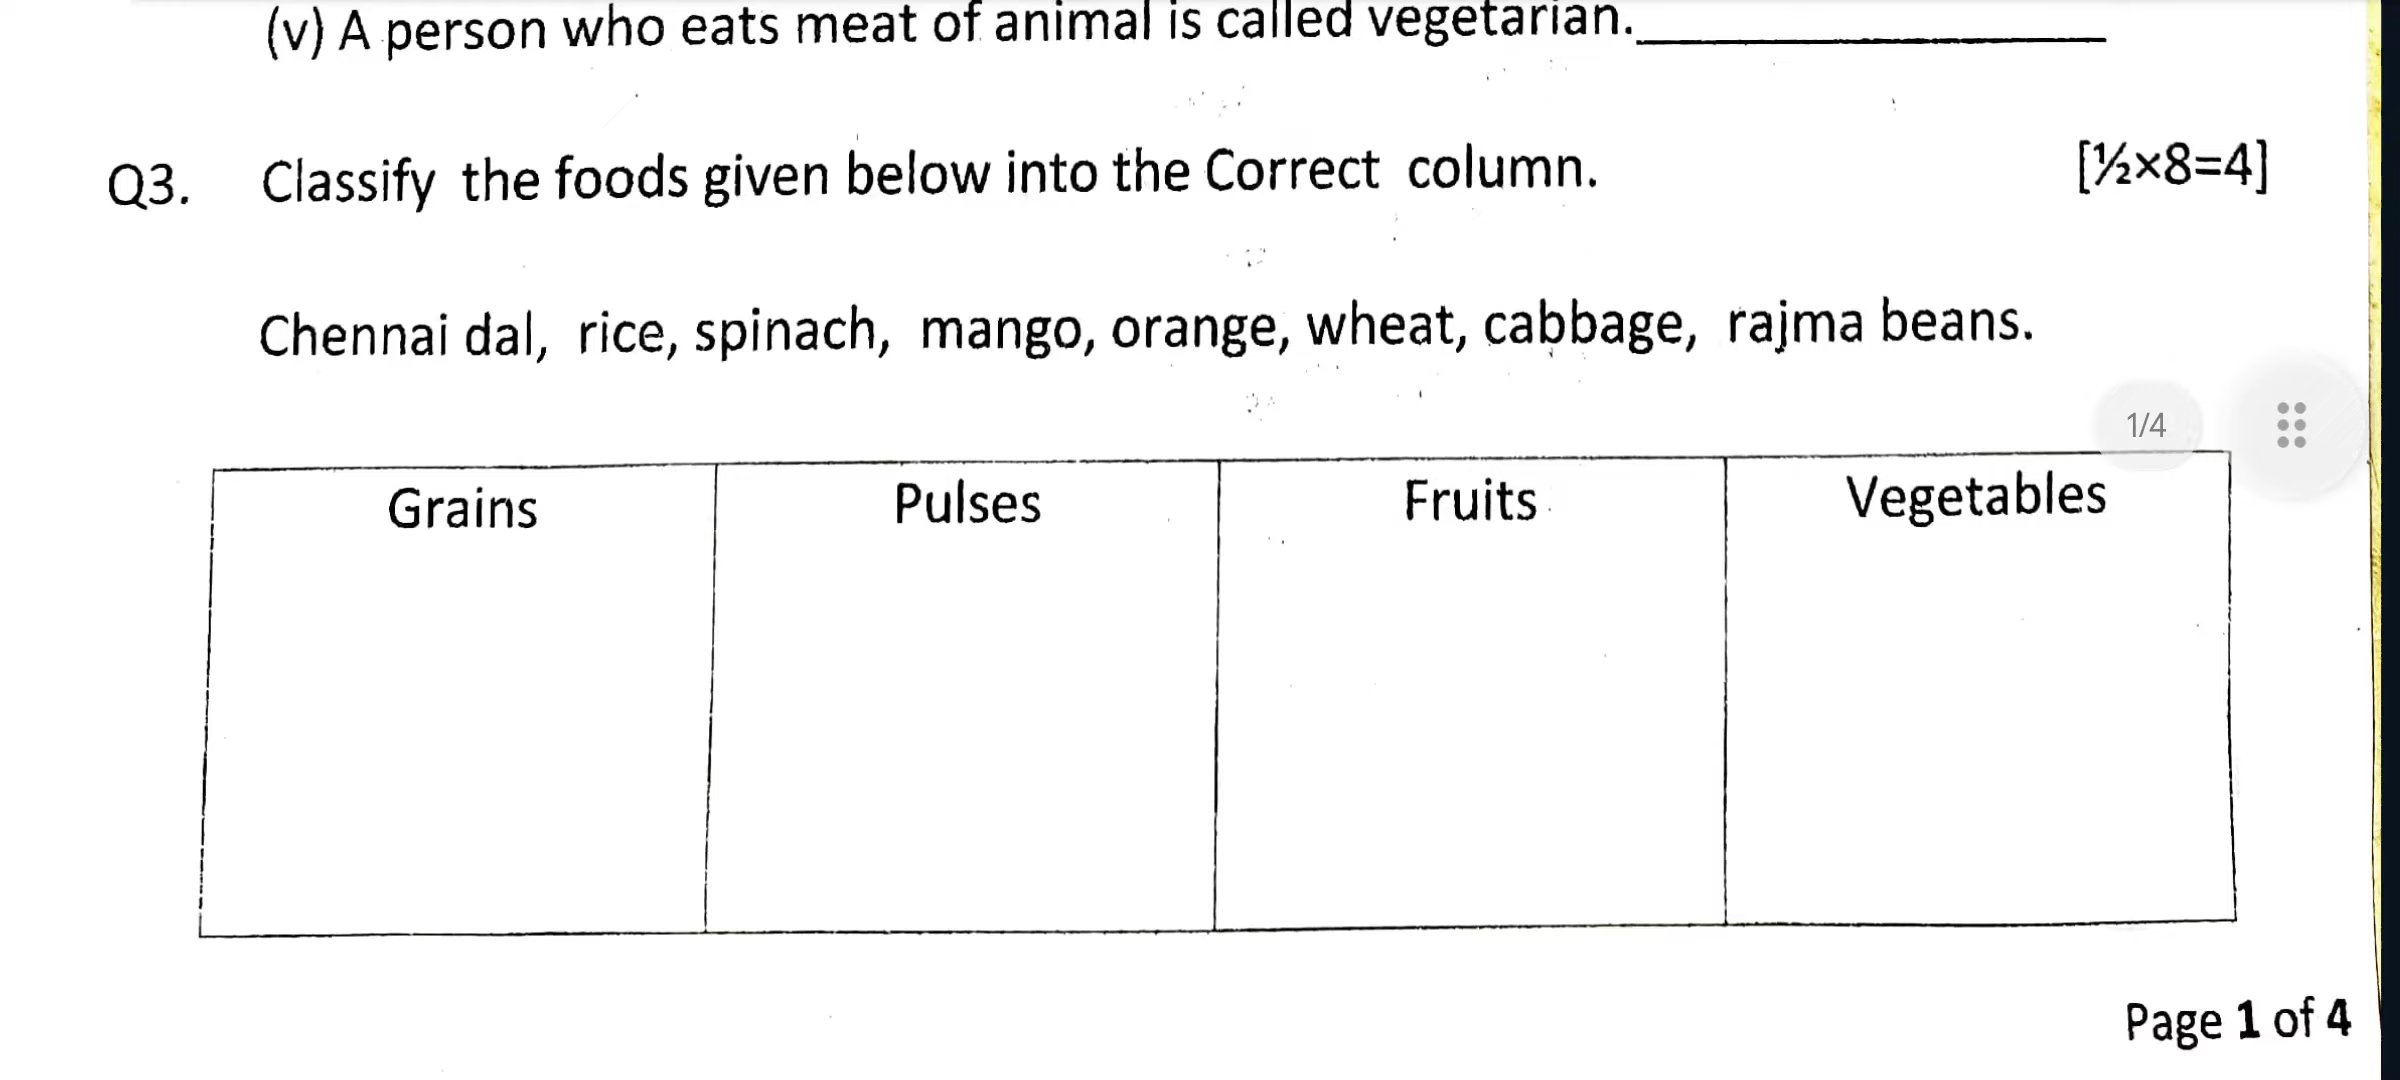 (v) A person who eats meat of animal is called vegetarian.
Q3. Classify the foods given below into the Correct column. [½×8=4]
Chennai dal, rice, spinach, mango, orange, wheat, cabbage, rajma beans.
1/4
Grains Pulses Fruits Vegetables
Page 1 of 4